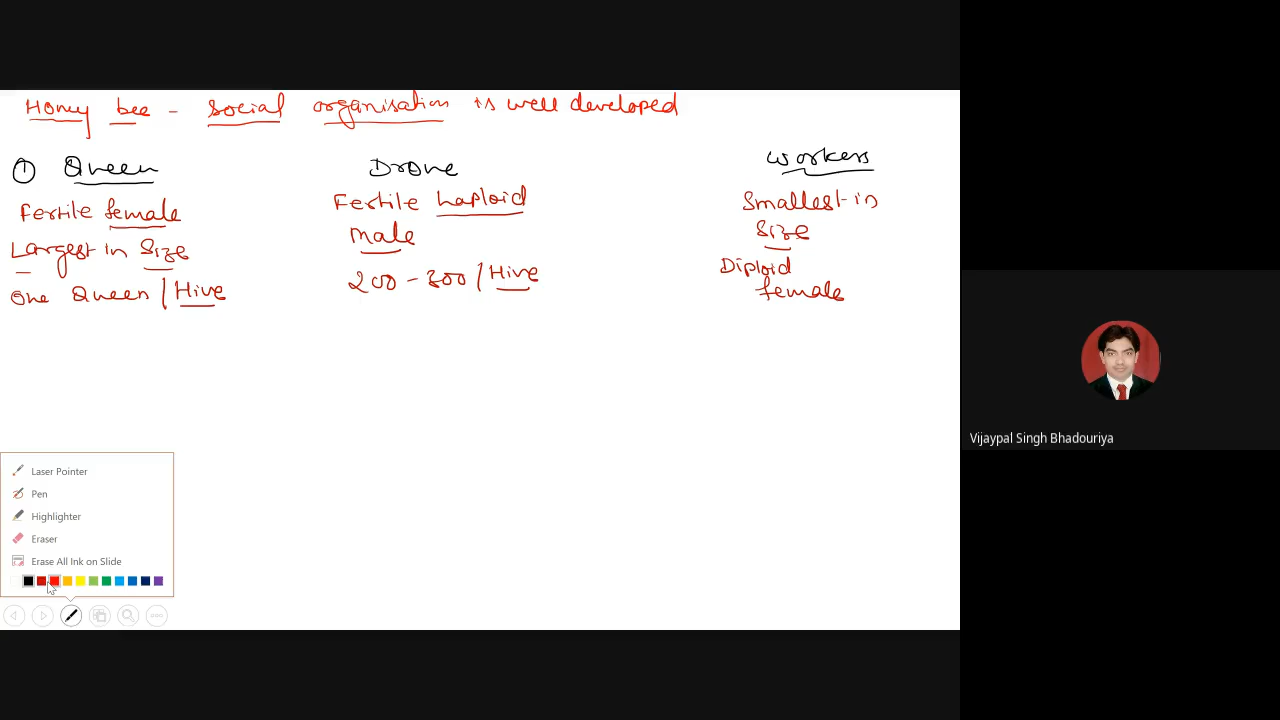 Honey bee - social organisation is well developed
① Queen
Fertile female
Largest in Size
One Queen / Hive
Drone
Fertile haploid
Male
200 - 300 / Hive
Workers
Smallest in
Size
Diploid
female
Laser Pointer
Pen
Highlighter
Eraser
Erase All Ink on Slide
Vijaypal Singh Bhadouriya